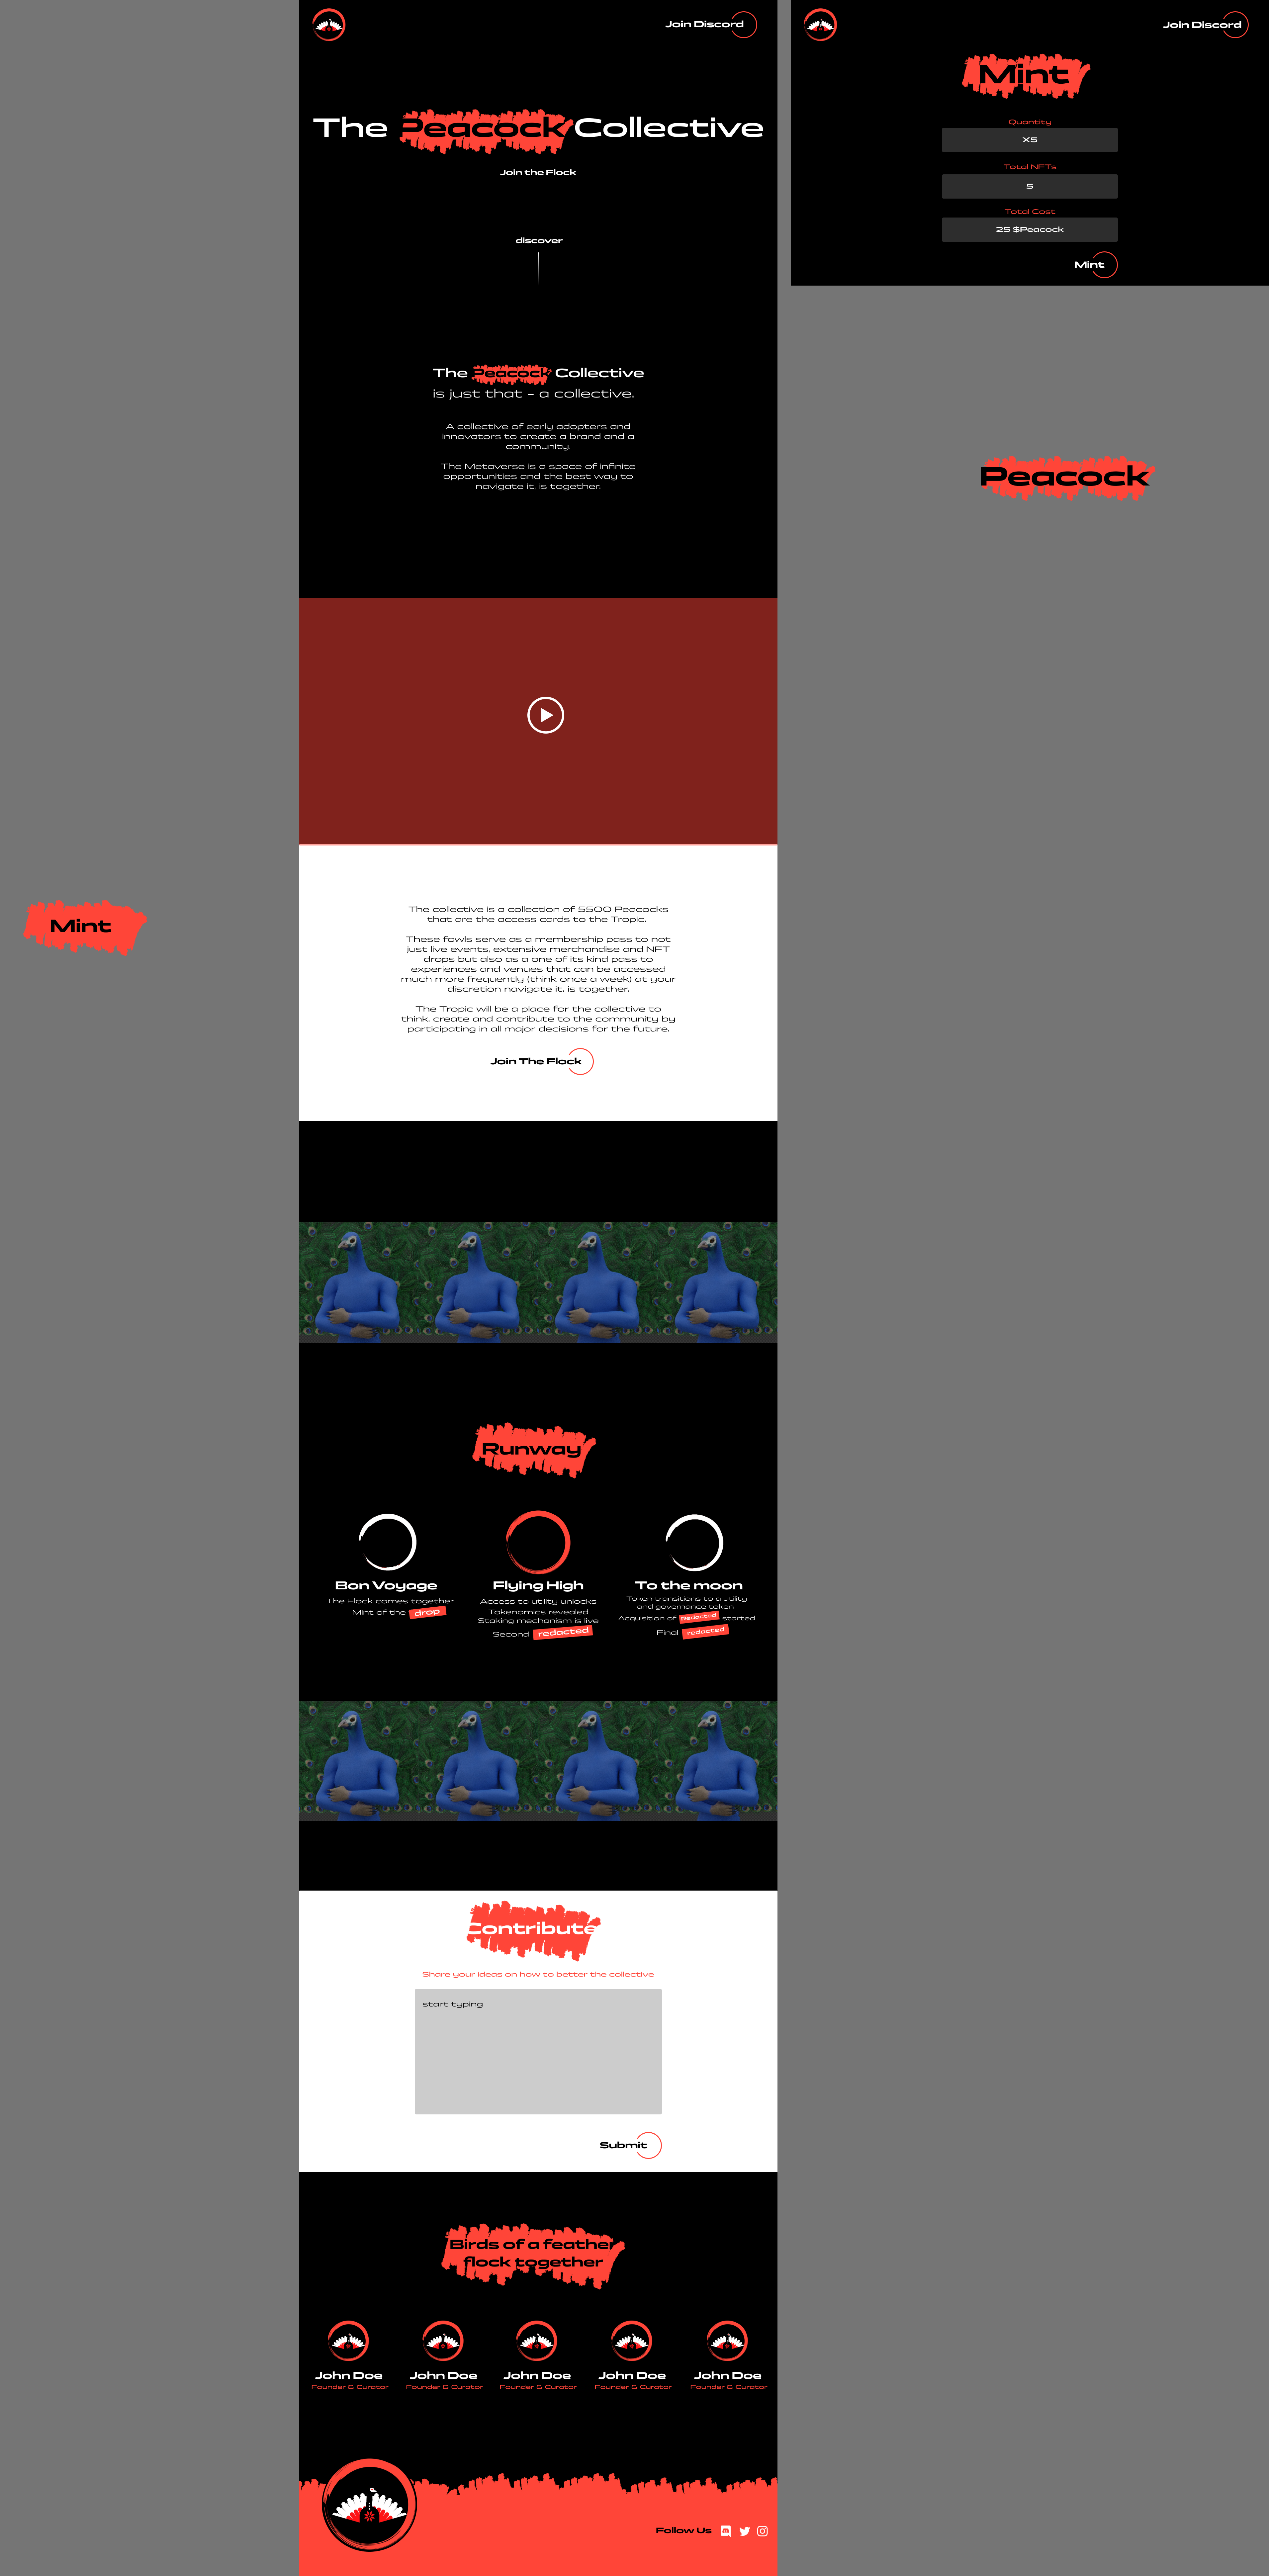 Join Discord
The Peacock Collective
Join the Flock
discover
The Peacock Collective
is just that - a collective.
A collective of early adopters and
innovators to create a brand and a
community.
The Metaverse is a space of infinite
opportunities and the best way to
navigate it, is together.
The collective is a collection of 5500 Peacocks
that are the access cards to the Tropic.
These fowls serve as a membership pass to not
just live events, extensive merchandise and NFT
drops but also as a one of its kind pass to
experiences and venues that can be accessed
much more frequently (think once a week) at your
discretion navigate it, is together.
The Tropic will be a place for the collective to
think, create and contribute to the community by
participating in all major decisions for the future.
Join The Flock
Runway
Bon Voyage
The Flock comes together
Mint of the drop
Flying High
Access to utility unlocks
Tokenomics revealed
Staking mechanism is live
Second redacted
To the moon
Token transitions to a utility
and governance token
Acquisition of Redacted started
Final redacted
Contribute
Share your ideas on how to better the collective
start typing
Submit
Birds of a feather
flock together
John Doe
Founder & Curator
John Doe
Founder & Curator
John Doe
Founder & Curator
John Doe
Founder & Curator
John Doe
Founder & Curator
Follow Us
Join Discord
Mint
Quantity
X5
Total NFTs
5
Total Cost
25 $Peacock
Mint
Peacock
Mint